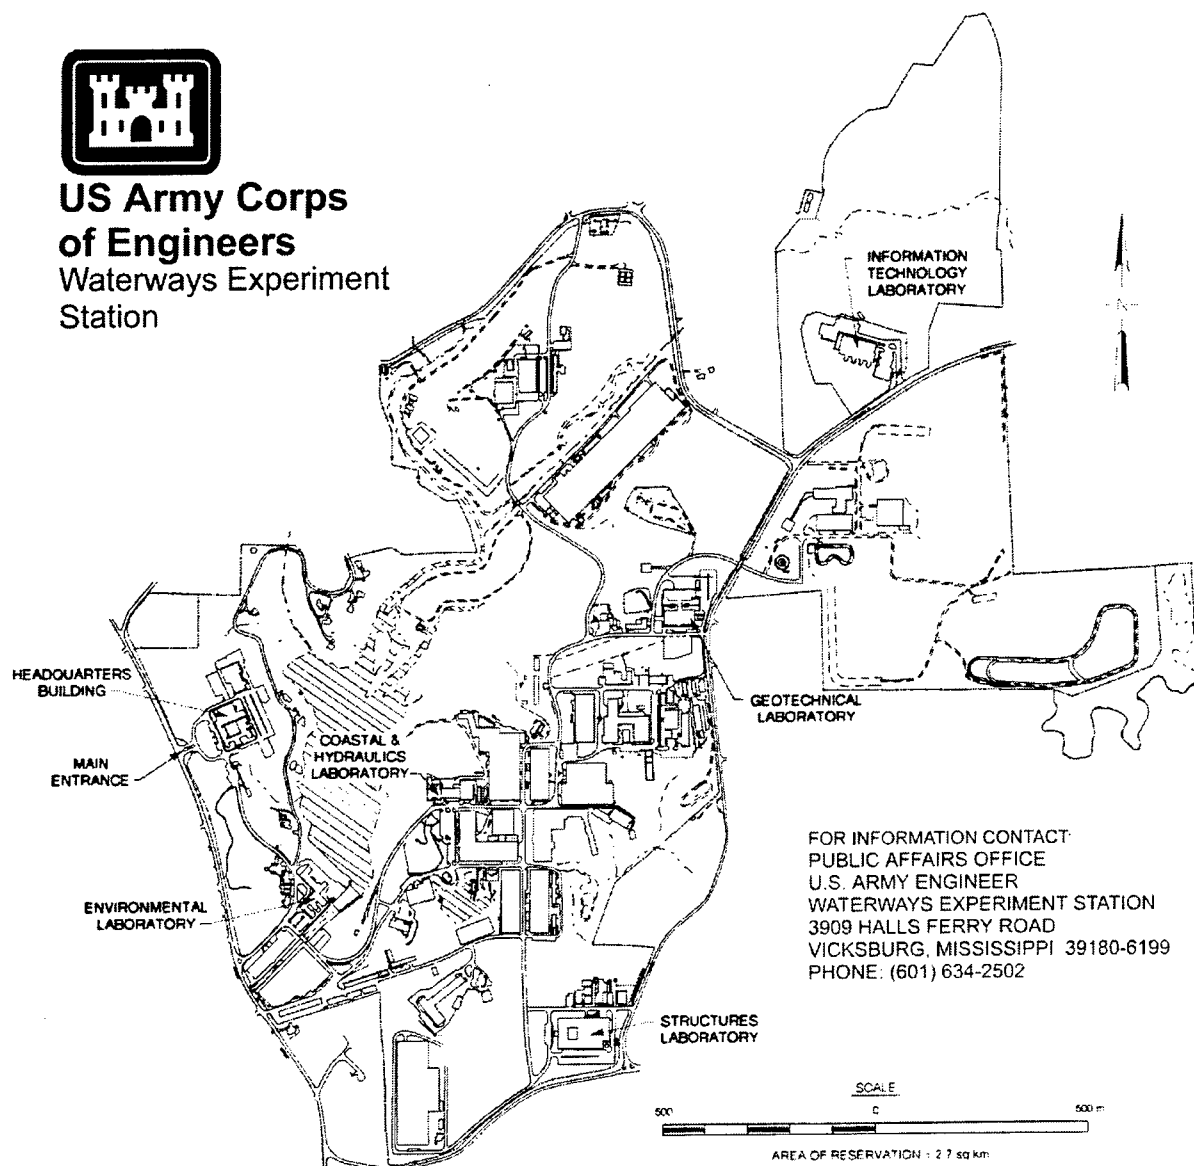 US Army Corps
of Engineers
Waterways Experiment
Station
INFORMATION
TECHNOLOGY
LABORATORY
N
HEADQUARTERS
BUILDING
MAIN
ENTRANCE
COASTAL &
HYDRAULICS
LABORATORY
GEOTECHNICAL
LABORATORY
ENVIRONMENTAL
LABORATORY
STRUCTURES
LABORATORY
FOR INFORMATION CONTACT
PUBLIC AFFAIRS OFFICE
U.S. ARMY ENGINEER
WATERWAYS EXPERIMENT STATION
3909 HALLS FERRY ROAD
VICKSBURG, MISSISSIPPI 39180-6199
PHONE: (601) 634-2502
SCALE
500 0 500 m
AREA OF RESERVATION = 2.7 sq km